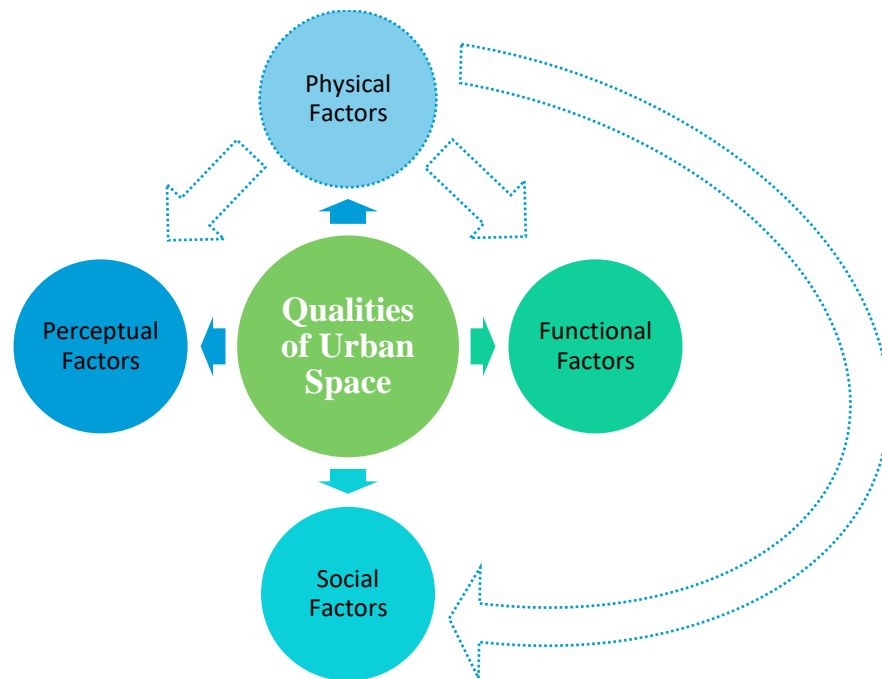 Physical
Factors
Perceptual
Factors
Qualities
of Urban
Space
Functional
Factors
Social
Factors